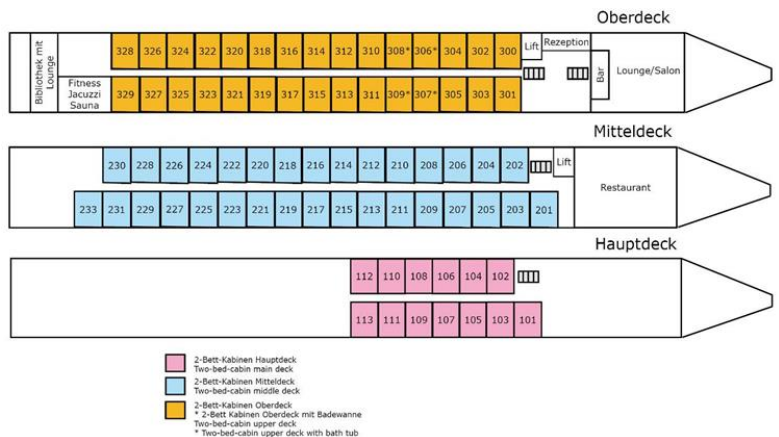 Oberdeck
Bibliothek mit
Lounge
328 326 324 322 320 318 316 314 312 310 308* 306* 304 302 300
Lift
Rezeption
Fitness
Jacuzzi
Sauna
329 327 325 323 321 319 317 315 313 311 309* 307* 305 303 301
Bar
Lounge/Salon
Mitteldeck
230 228 226 224 222 220 218 216 214 212 210 208 206 204 202
Lift
Restaurant
233 231 229 227 225 223 221 219 217 215 213 211 209 207 205 203 201
Hauptdeck
112 110 108 106 104 102
113 111 109 107 105 103 101
2-Bett-Kabinen Hauptdeck
Two-bed-cabin main deck
2-Bett-Kabinen Mitteldeck
Two-bed-cabin middle deck
2-Bett-Kabinen Oberdeck
* 2-Bett Kabinen Oberdeck mit Badewanne
Two-bed-cabin upper deck
* Two-bed-cabin upper deck with bath tub